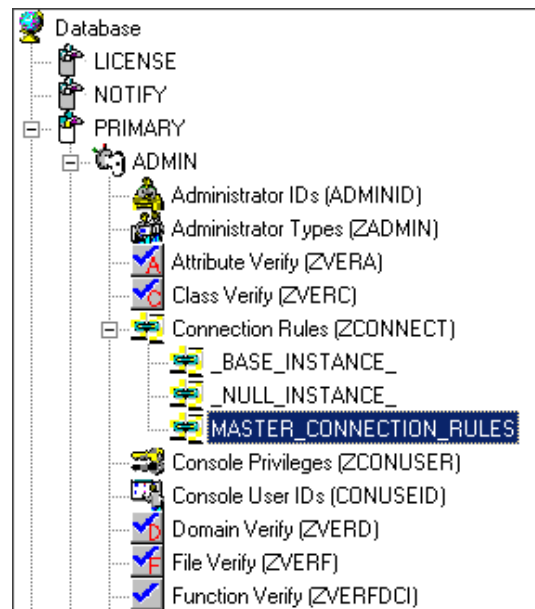 Database
LICENSE
NOTIFY
PRIMARY
ADMIN
Administrator IDs (ADMINID)
Administrator Types (ZADMIN)
Attribute Verify (ZVERA)
Class Verify (ZVERC)
Connection Rules (ZCONNECT)
_BASE_INSTANCE_
_NULL_INSTANCE_
MASTER_CONNECTION_RULES
Console Privileges (ZCONUSER)
Console User IDs (CONUSEID)
Domain Verify (ZVERD)
File Verify (ZVERF)
Function Verify (ZVERFDCI)